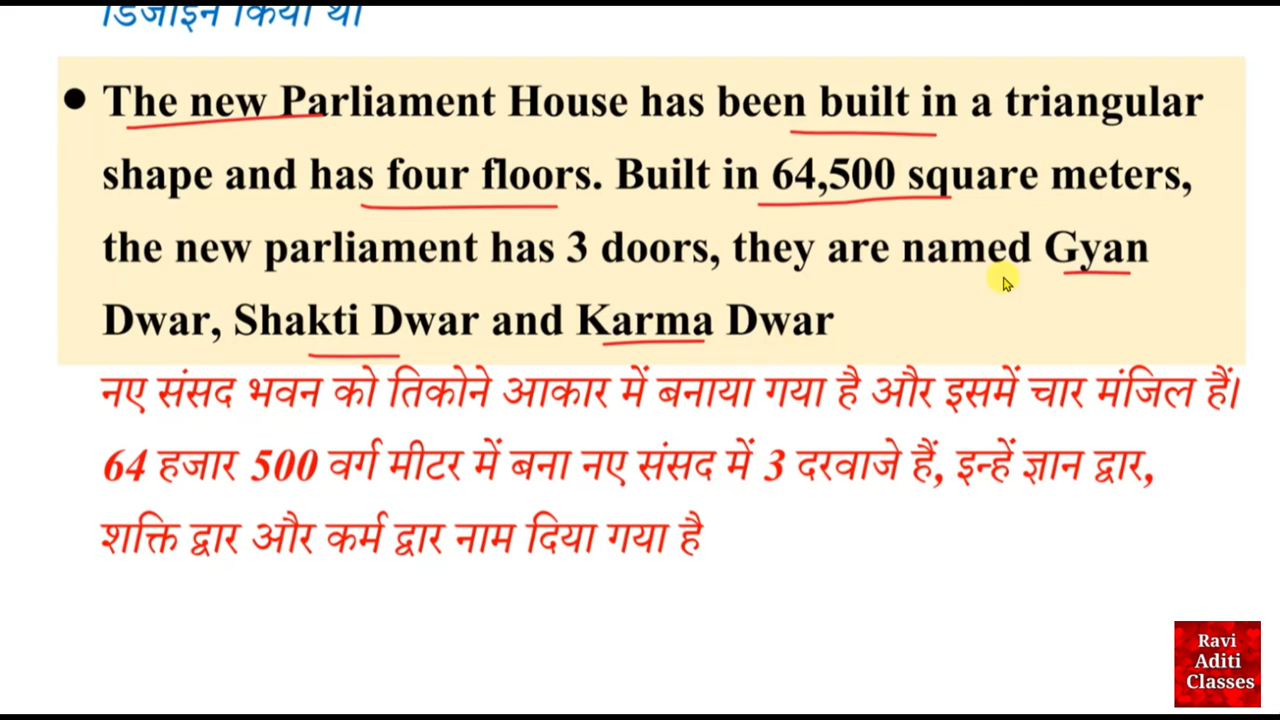 डिजाइन किया था
• The new Parliament House has been built in a triangular
shape and has four floors. Built in 64,500 square meters,
the new parliament has 3 doors, they are named Gyan
Dwar, Shakti Dwar and Karma Dwar
नए संसद भवन को तिकोने आकार में बनाया गया है और इसमें चार मंजिल हैं।
64 हजार 500 वर्ग मीटर में बना नए संसद में 3 दरवाजे हैं, इन्हें ज्ञान द्वार,
शक्ति द्वार और कर्म द्वार नाम दिया गया है
Ravi
Aditi
Classes